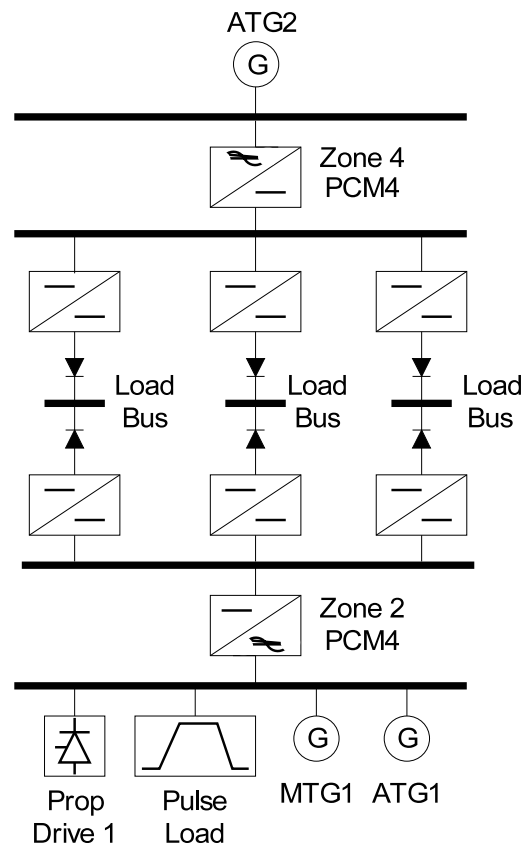 ATG2
G
Zone 4
PCM4
Load
Bus
Load
Bus
Load
Bus
Zone 2
PCM4
G
G
Prop
Drive 1
Pulse
Load
MTG1
ATG1